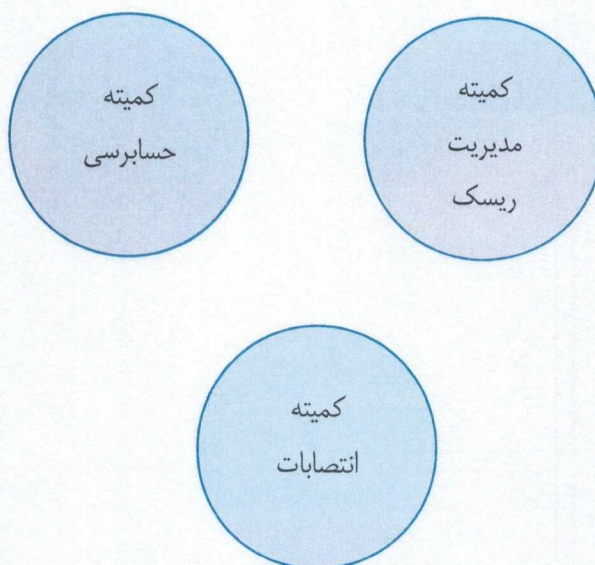 کمیته
مدیریت
ریسک
کمیته
حسابرسی
کمیته
انتصابات